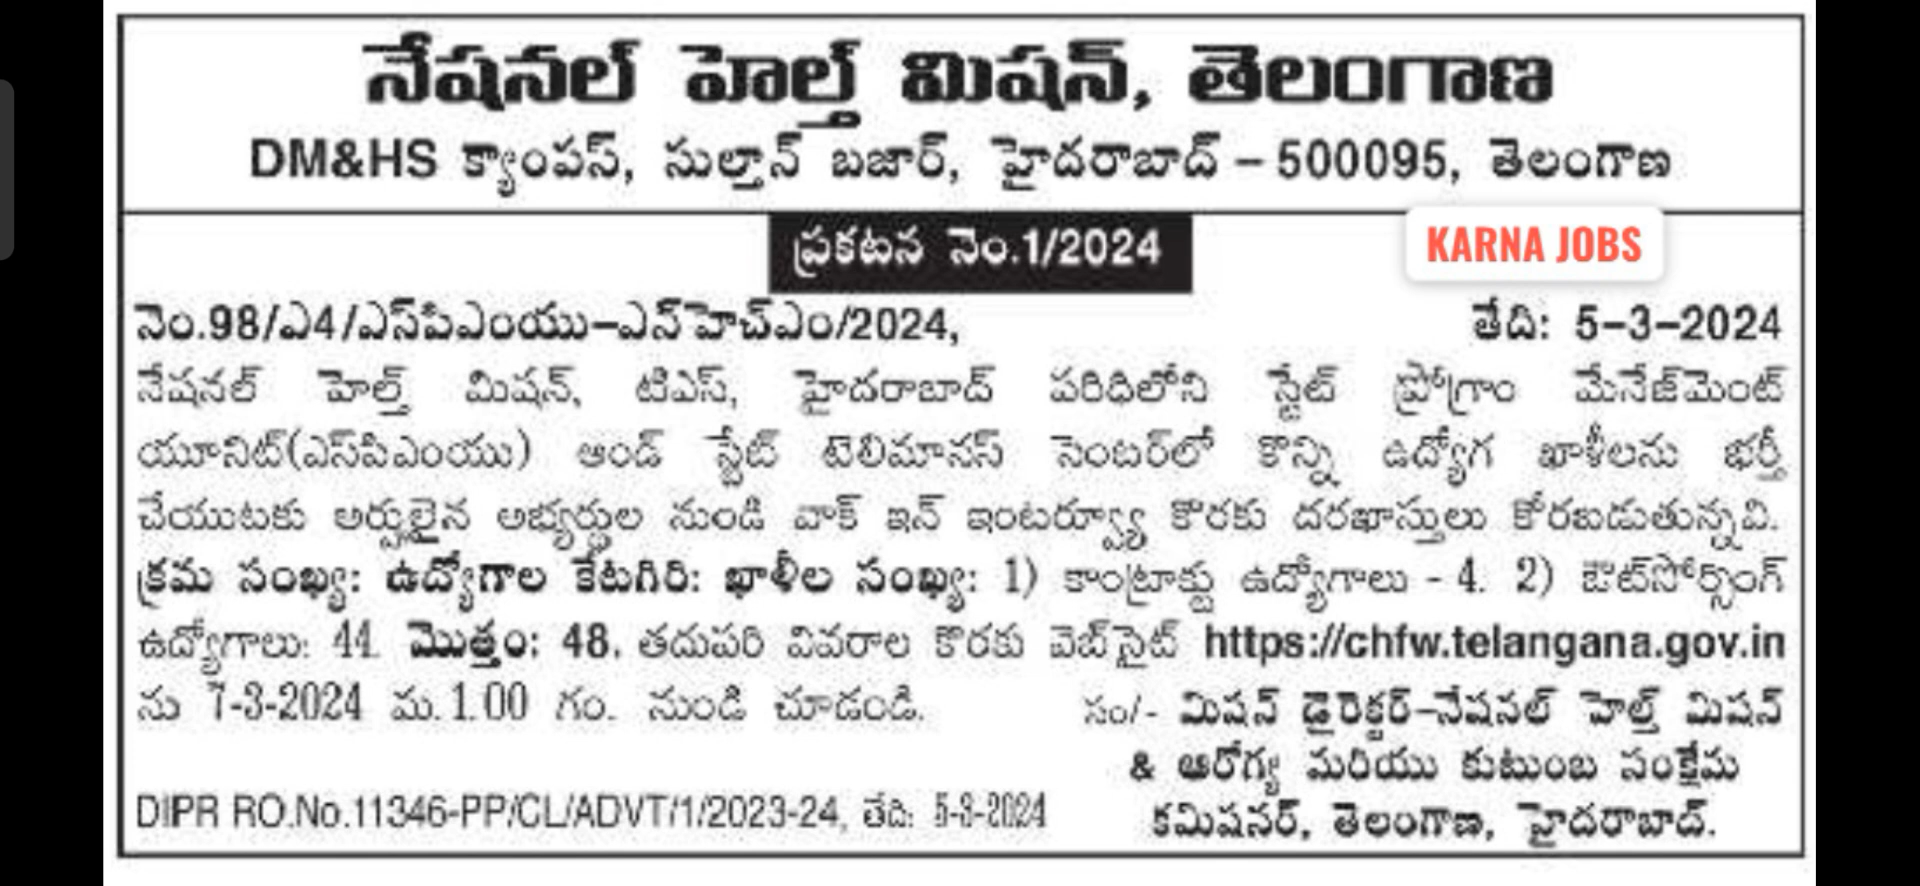 నేషనల్ హెల్త్ మిషన్, తెలంగాణ
DM&HS క్యాంపస్, సుల్తాన్ బజార్, హైదరాబాద్ – 500095, తెలంగాణ
ప్రకటన నెం.1/2024
KARNA JOBS
నెం.98/ఎ4/ఎస్‌పిఎంయు–ఎన్‌హెచ్‌ఎం/2024, తేది: 5–3–2024
నేషనల్ హెల్త్ మిషన్, టిఎస్, హైదరాబాద్ పరిధిలోని స్టేట్ ప్రోగ్రాం మేనేజ్‌మెంట్
యూనిట్(ఎస్‌పిఎంయు) ఆండ్ స్టేట్ టెలిమానస్ సెంటర్‌లో కొన్ని ఉద్యోగ ఖాళీలను భర్తీ
చేయుటకు అర్హులైన అభ్యర్థుల నుండి వాక్ ఇన్ ఇంటర్వ్యూ కొరకు దరఖాస్తులు కోరబడుతున్నవి.
క్రమ సంఖ్య: ఉద్యోగాల కేటగిరి: ఖాళీల సంఖ్య: 1) కాంట్రాక్టు ఉద్యోగాలు - 4. 2) ఔట్‌సోర్సింగ్
ఉద్యోగాలు: 44. మొత్తం: 48. తదుపరి వివరాల కొరకు వెబ్‌సైట్ https://chfw.telangana.gov.in
ను 7-3-2024 మ.1.00 గం. నుండి చూడండి. సం/- మిషన్ డైరెక్టర్–నేషనల్ హెల్త్ మిషన్
& ఆరోగ్య మరియు కుటుంబ సంక్షేమ
DIPR RO.No.11346-PP/CL/ADVT/1/2023-24, తేది: 5-3-2024 కమిషనర్, తెలంగాణ, హైదరాబాద్.